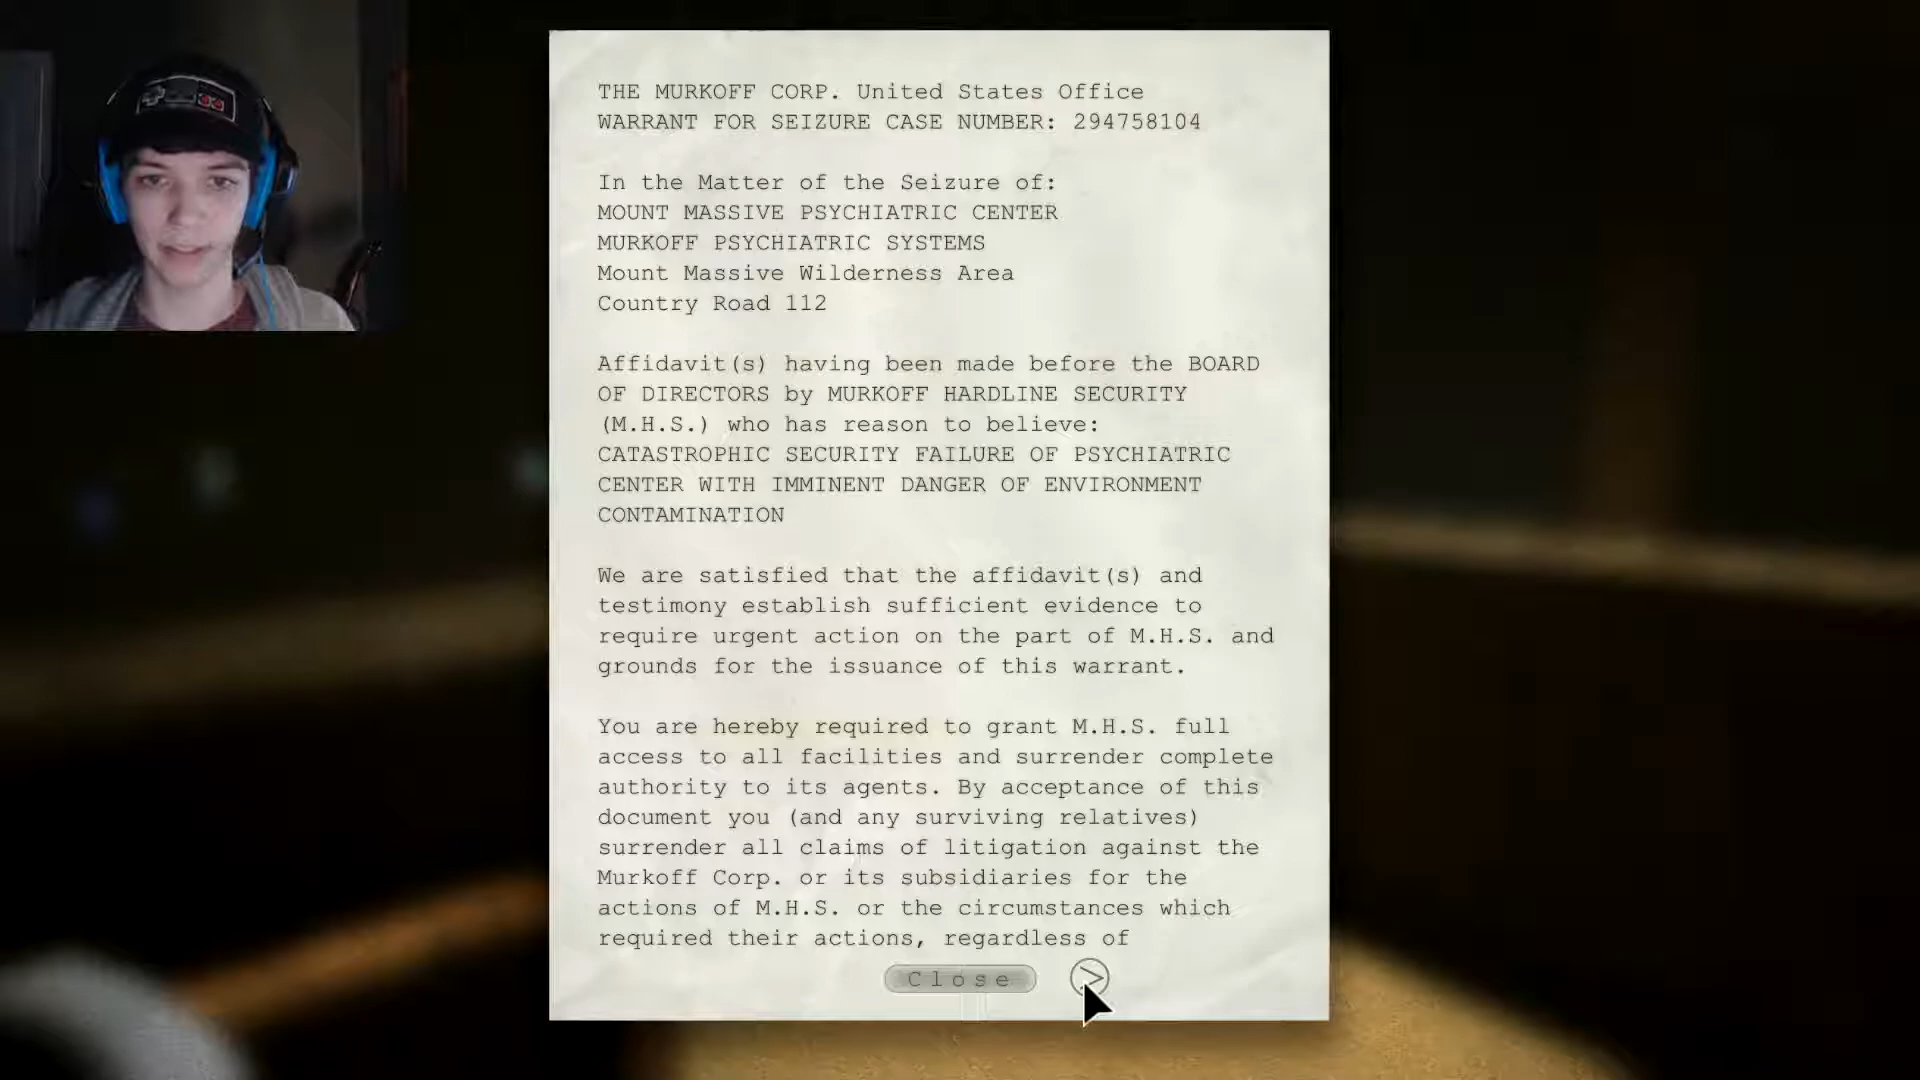 THE MURKOFF CORP. United States Office
WARRANT FOR SEIZURE CASE NUMBER: 294758104
In the Matter of the Seizure of:
MOUNT MASSIVE PSYCHIATRIC CENTER
MURKOFF PSYCHIATRIC SYSTEMS
Mount Massive Wilderness Area
Country Road 112
Affidavit(s) having been made before the BOARD
OF DIRECTORS by MURKOFF HARDLINE SECURITY
(M.H.S.) who has reason to believe:
CATASTROPHIC SECURITY FAILURE OF PSYCHIATRIC
CENTER WITH IMMINENT DANGER OF ENVIRONMENT
CONTAMINATION
We are satisfied that the affidavit(s) and
testimony establish sufficient evidence to
require urgent action on the part of M.H.S. and
grounds for the issuance of this warrant.
You are hereby required to grant M.H.S. full
access to all facilities and surrender complete
authority to its agents. By acceptance of this
document you (and any surviving relatives)
surrender all claims of litigation against the
Murkoff Corp. or its subsidiaries for the
actions of M.H.S. or the circumstances which
required their actions, regardless of
Close >